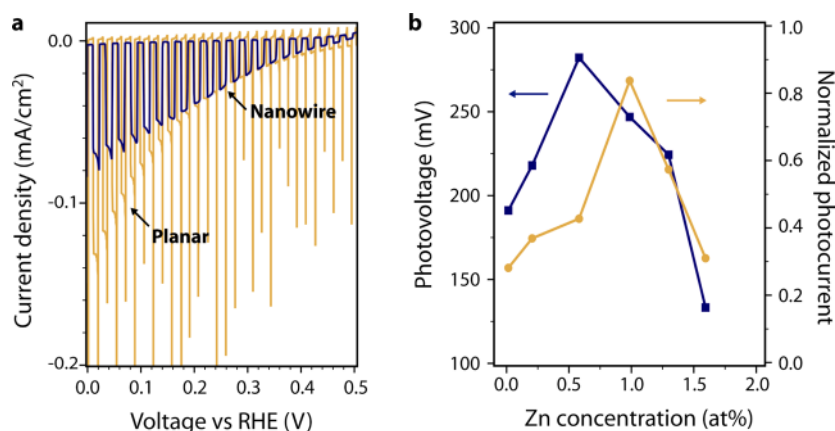 a
0.0
-0.1
-0.2
Current density (mA/cm²)
Nanowire
Planar
0.0 0.1 0.2 0.3 0.4 0.5
Voltage vs RHE (V)
b
300
250
200
150
100
Photovoltage (mV)
1.0
0.8
0.6
0.4
0.2
0.0
Normalized photocurrent
0.0 0.5 1.0 1.5 2.0
Zn concentration (at%)